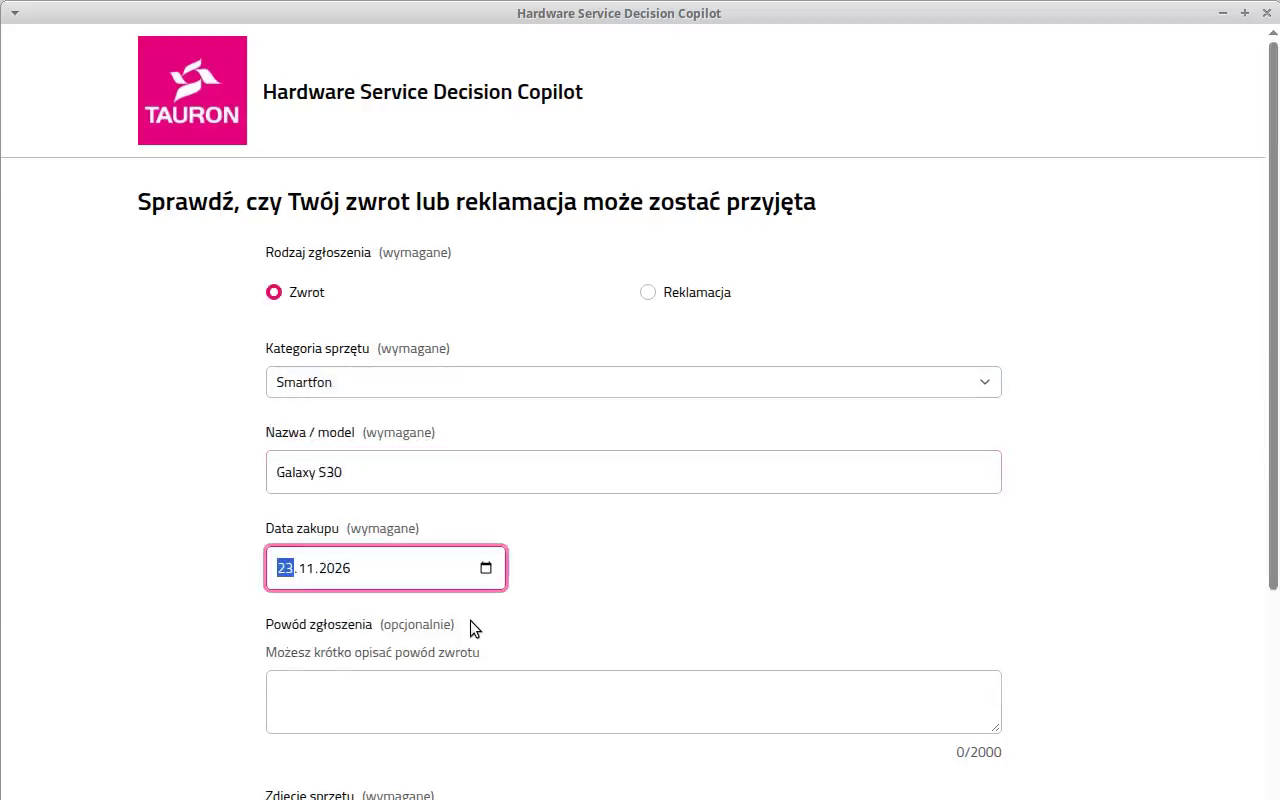 Hardware Service Decision Copilot
TAURON
Hardware Service Decision Copilot
Sprawdź, czy Twój zwrot lub reklamacja może zostać przyjęta
Rodzaj zgłoszenia (wymagane)
Zwrot
Reklamacja
Kategoria sprzętu (wymagane)
Smartfon
Nazwa / model (wymagane)
Galaxy S30
Data zakupu (wymagane)
23.11.2026
Powód zgłoszenia (opcjonalnie)
Możesz krótko opisać powód zwrotu
0/2000
Zdjęcie sprzętu (wymagane)